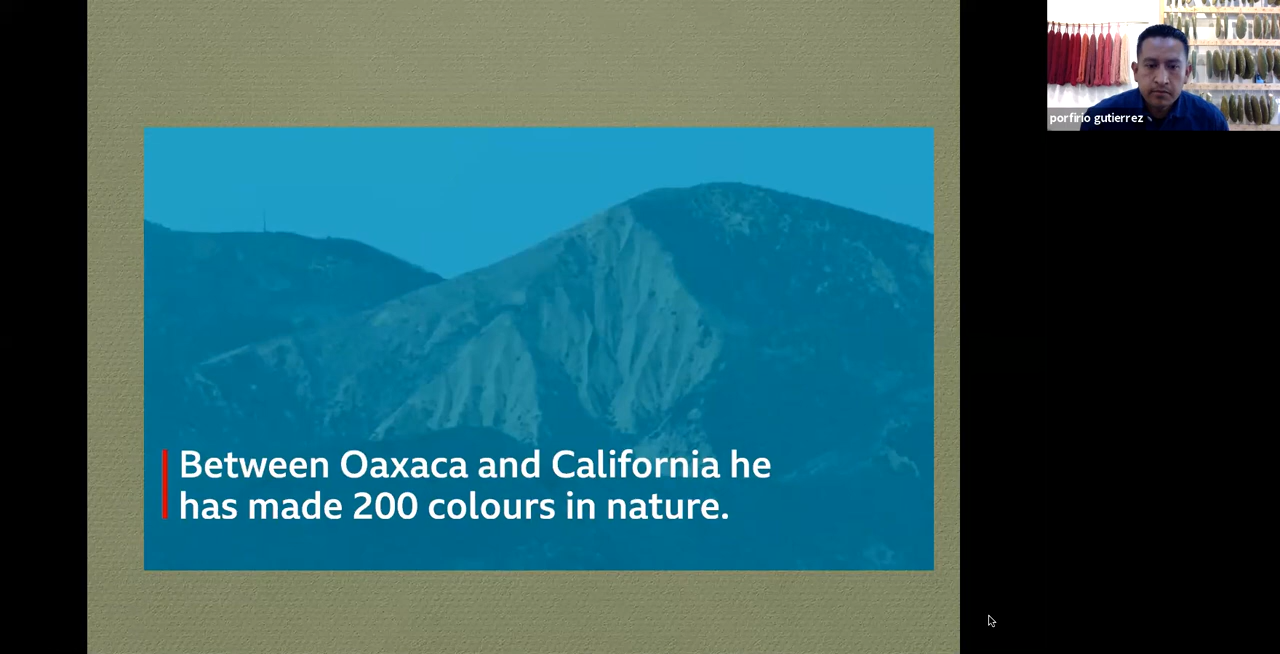 porfirio gutierrez
Between Oaxaca and California he
has made 200 colours in nature.